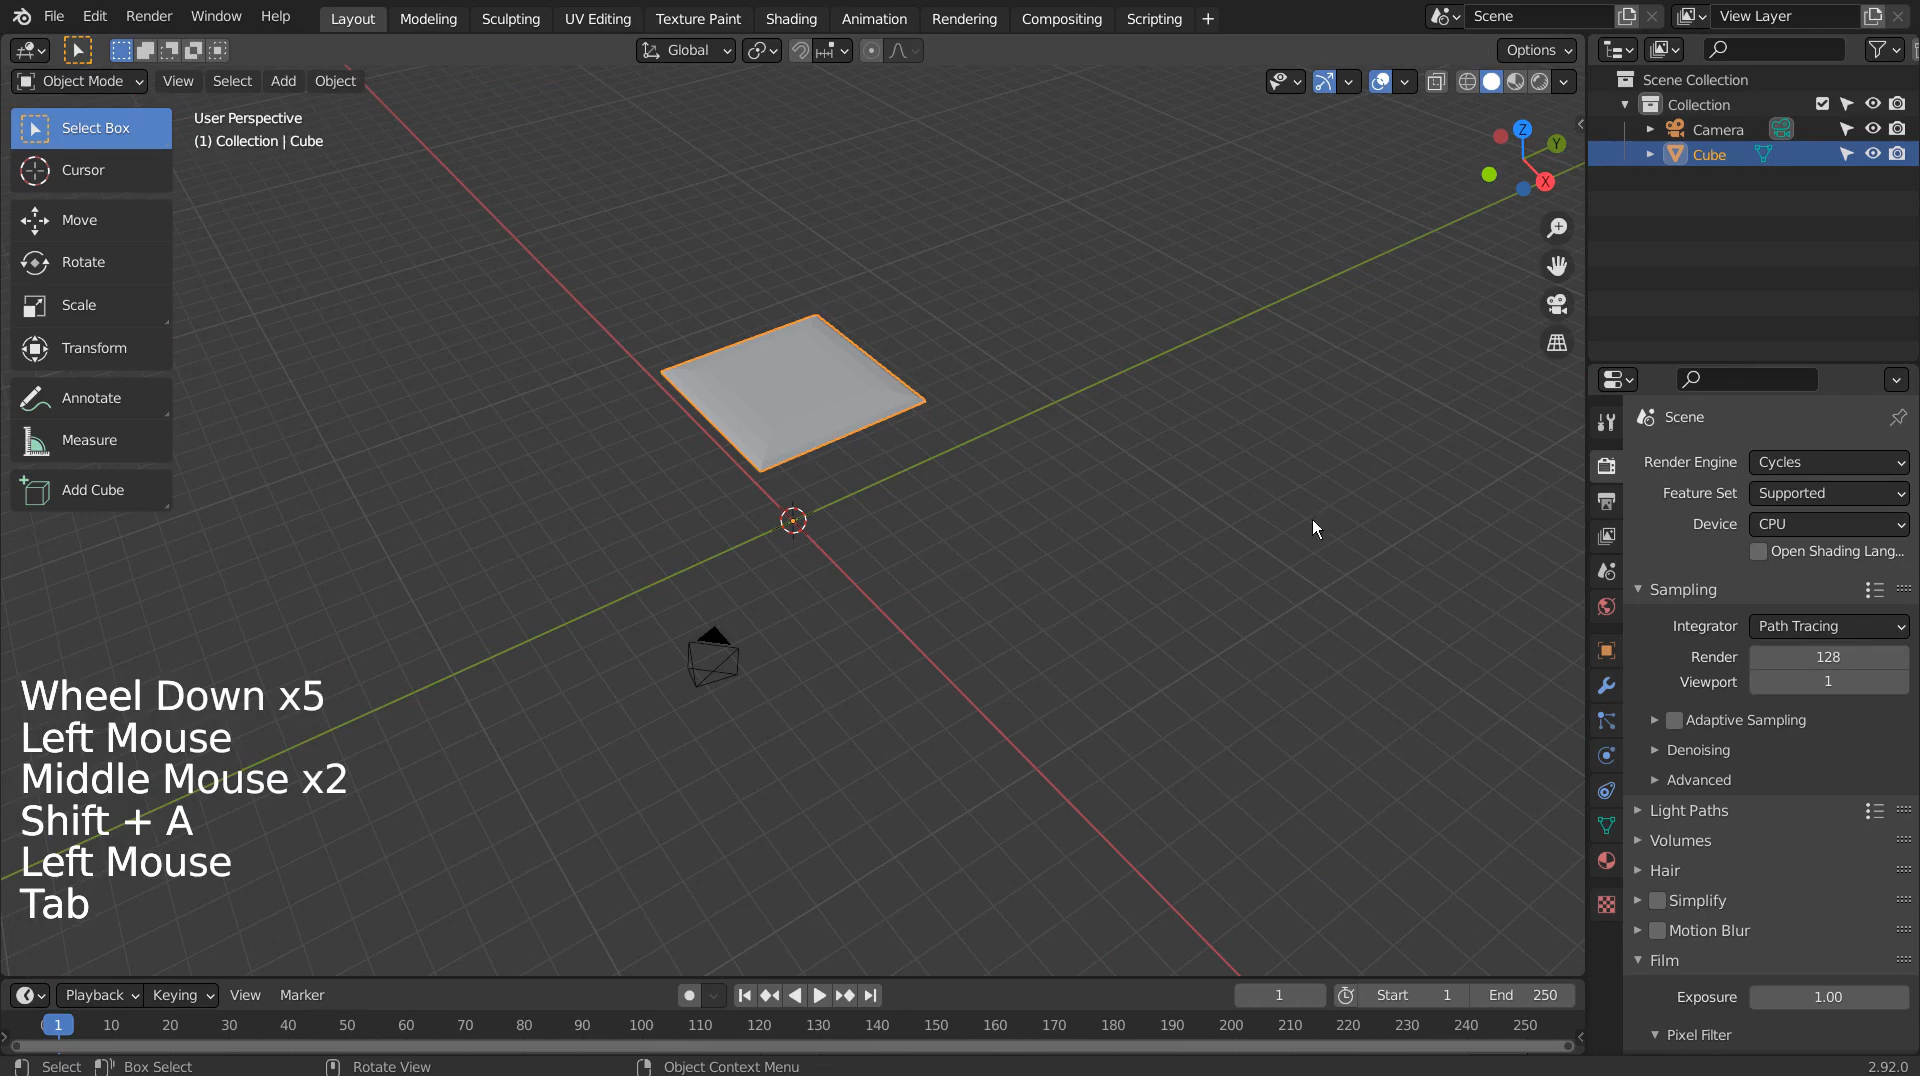 File Edit Render Window Help Layout Modeling Sculpting UV Editing Texture Paint Shading Animation Rendering Compositing Scripting + Scene View Layer
Global Options
Object Mode View Select Add Object
Scene Collection
Collection
Camera
Cube
User Perspective
(1) Collection | Cube
Z
Y
X
Select Box
Cursor
Move
Rotate
Scale
Transform
Annotate
Measure
Add Cube
Scene
Render Engine Cycles
Feature Set Supported
Device CPU
Open Shading Lang...
Sampling
Integrator Path Tracing
Render 128
Viewport 1
Adaptive Sampling
Denoising
Advanced
Light Paths
Volumes
Hair
Simplify
Motion Blur
Film
Exposure 1.00
Pixel Filter
Wheel Down x5
Left Mouse
Middle Mouse x2
Shift + A
Left Mouse
Tab
Playback Keying View Marker 1 Start 1 End 250
1 10 20 30 40 50 60 70 80 90 100 110 120 130 140 150 160 170 180 190 200 210 220 230 240 250
Select Box Select Rotate View Object Context Menu 2.92.0